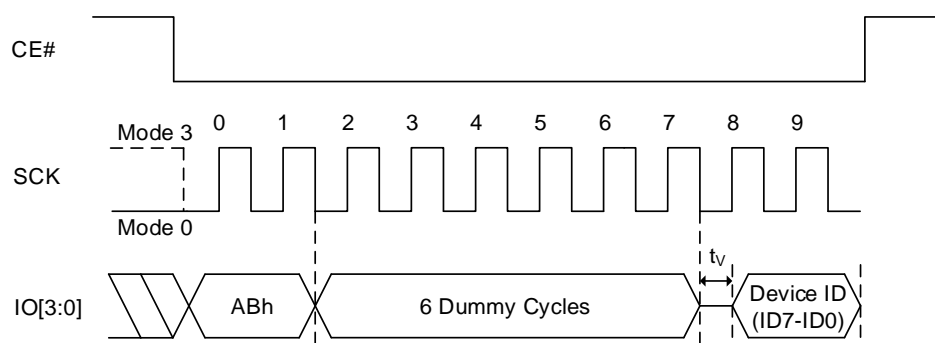 CE#
0 1 2 3 4 5 6 7 8 9
Mode 3
SCK
Mode 0
tV
IO[3:0]
ABh
6 Dummy Cycles
Device ID
(ID7-ID0)